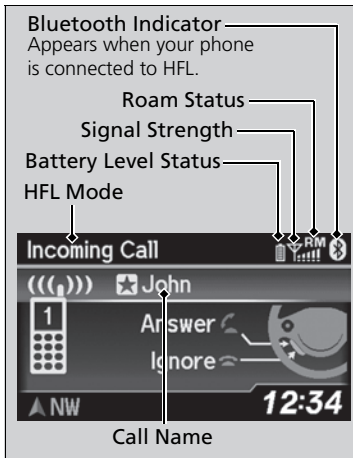 Bluetooth Indicator
Appears when your phone
is connected to HFL.
Roam Status
Signal Strength
Battery Level Status
HFL Mode
Incoming Call
RM
John
1
Answer
Ignore
NW
12:34
Call Name